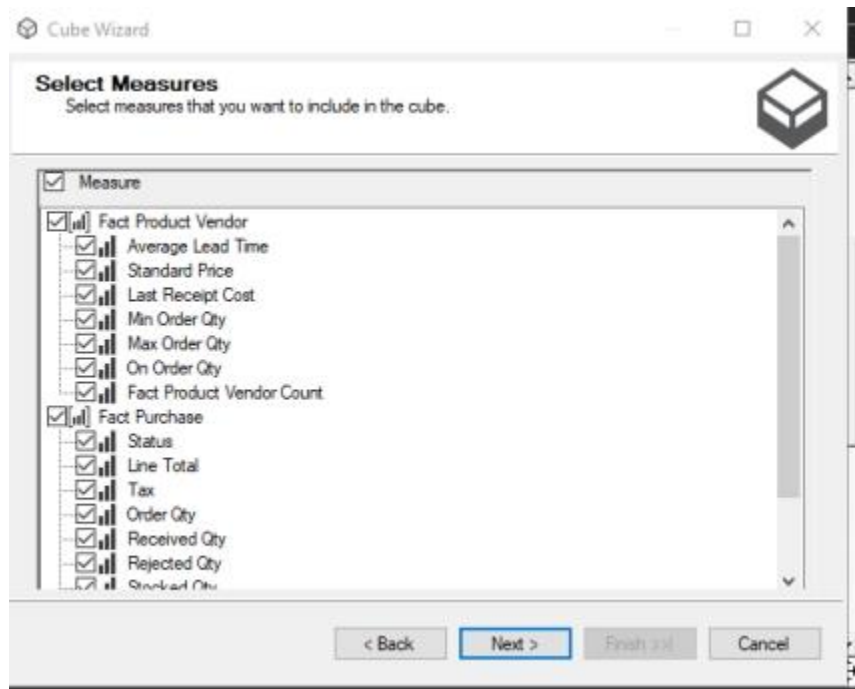 Cube Wizard
Select Measures
Select measures that you want to include in the cube.
Measure
Fact Product Vendor
Average Lead Time
Standard Price
Last Receipt Cost
Min Order Qty
Max Order Qty
On Order Qty
Fact Product Vendor Count
Fact Purchase
Status
Line Total
Tax
Order Qty
Received Qty
Rejected Qty
Stocked Qty
< Back Next > Finish >>| Cancel